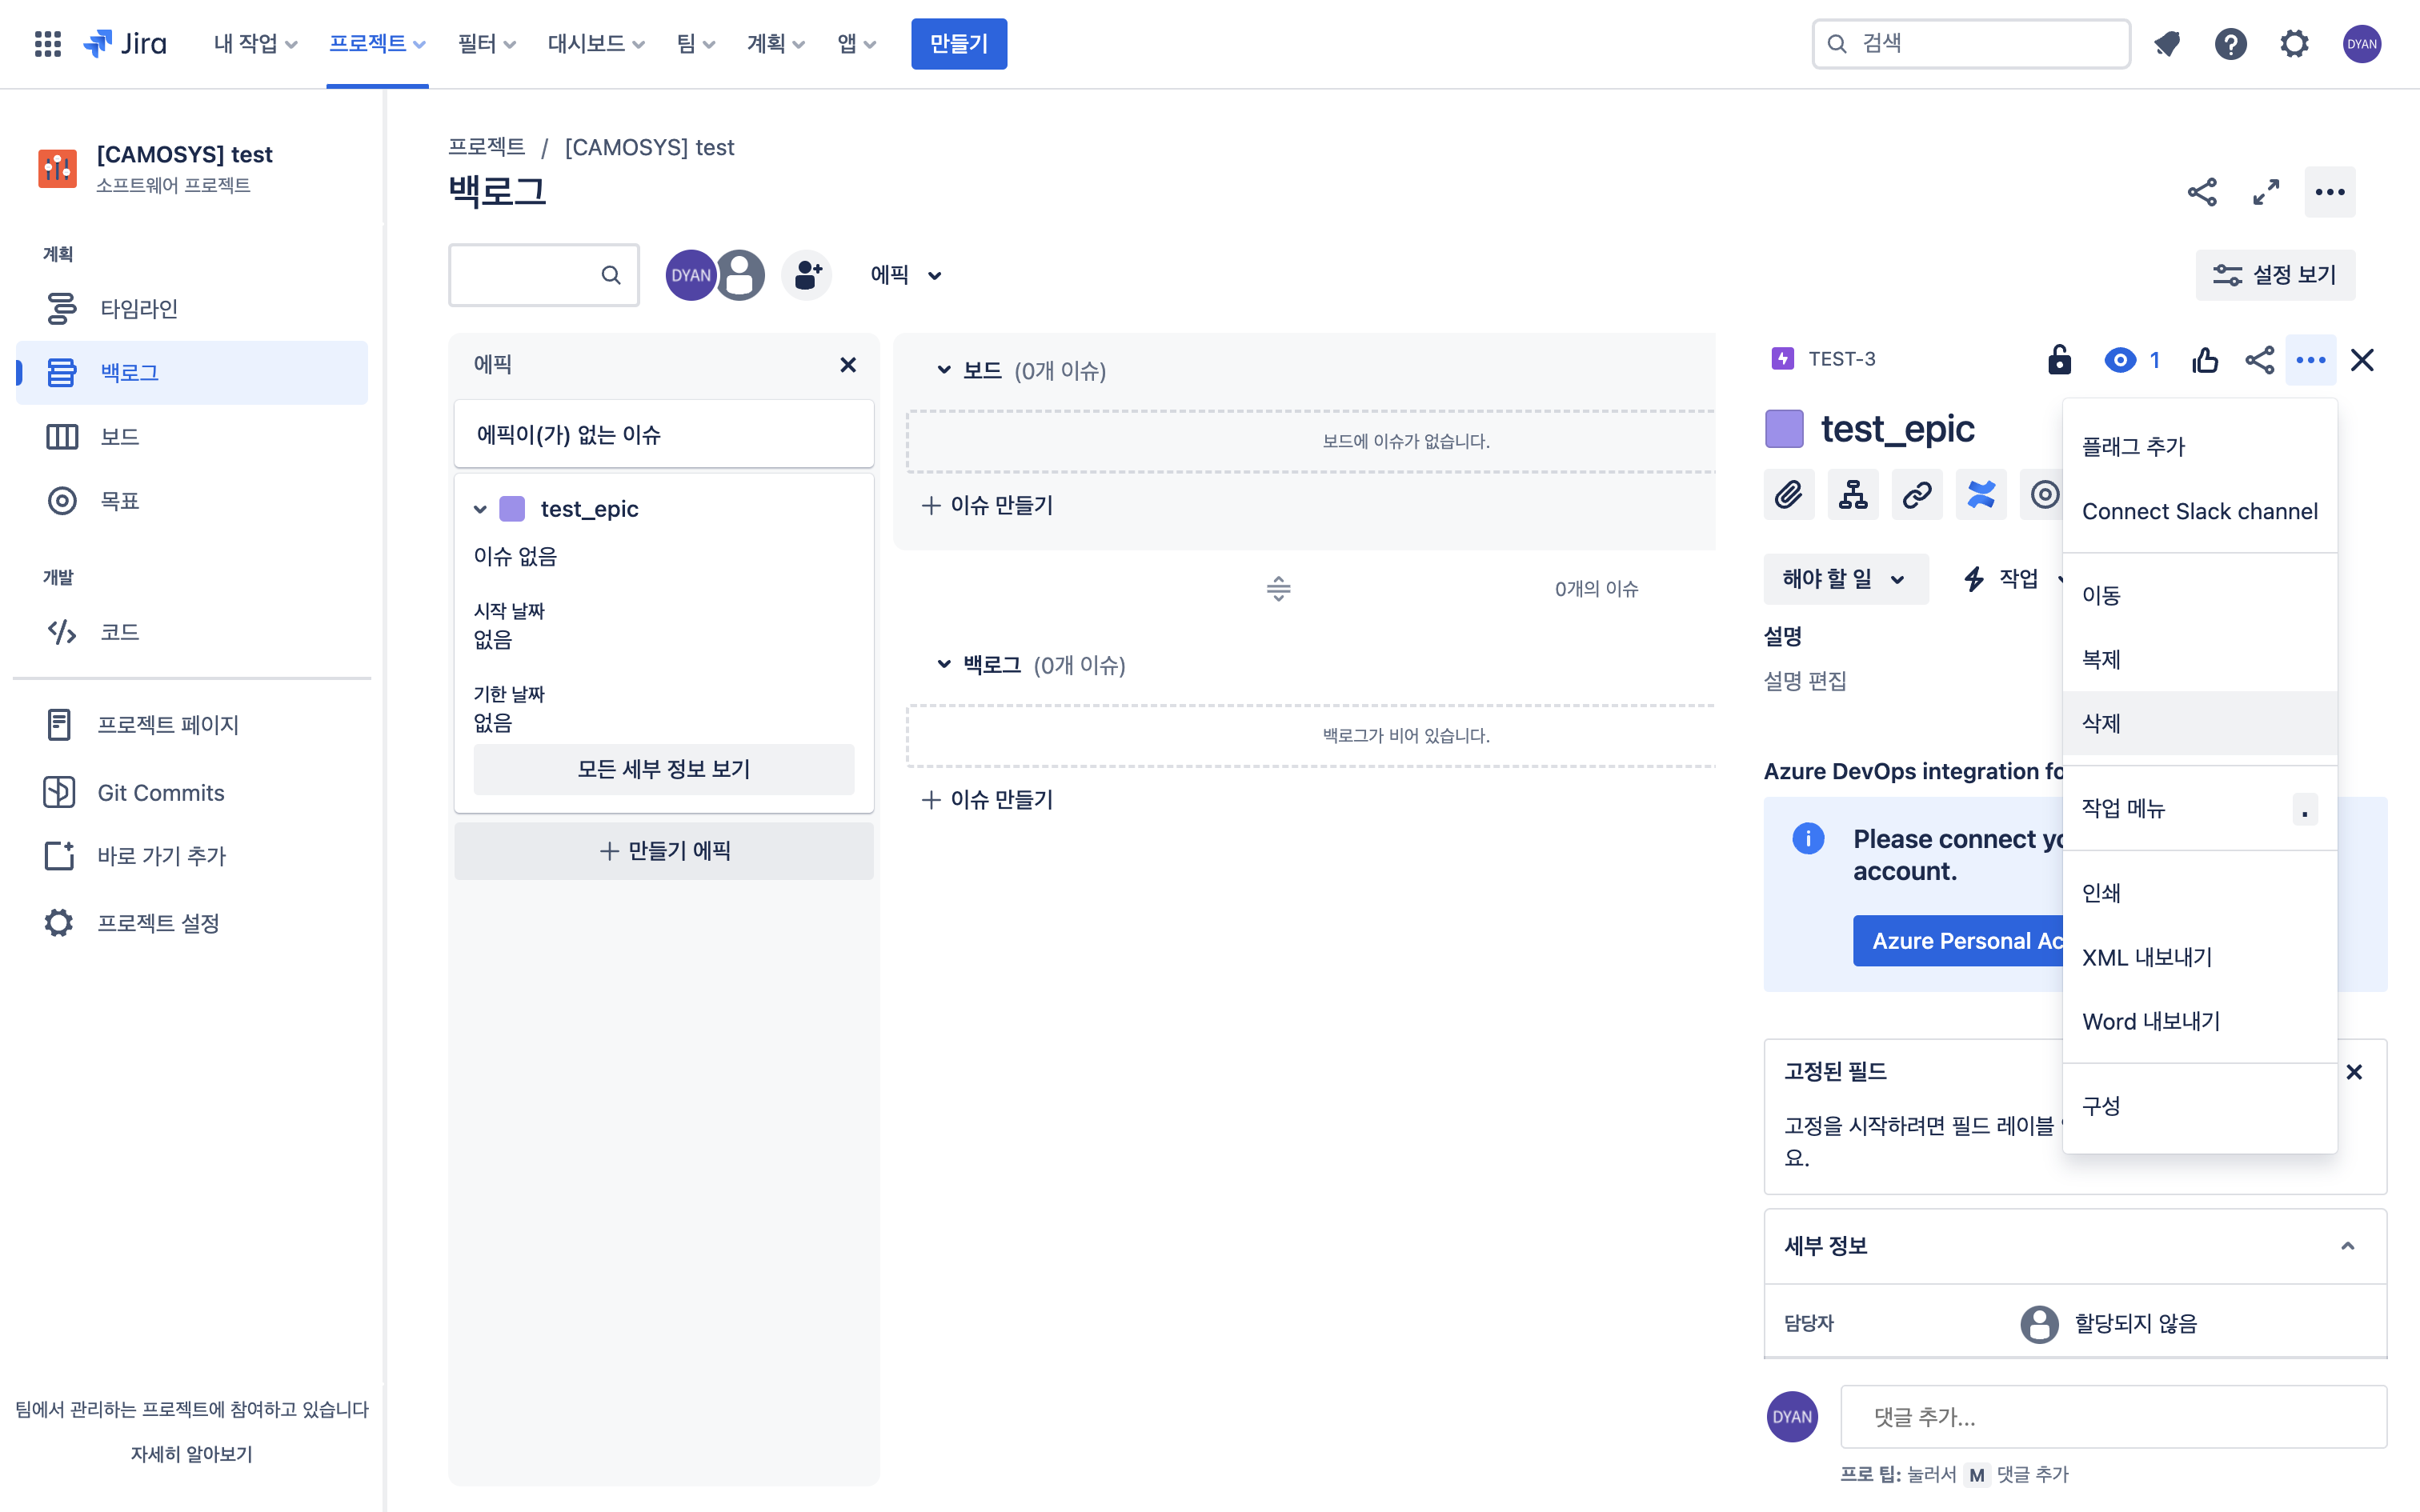 Jira
내 작업
프로젝트
필터
대시보드
팀
계획
앱
만들기
검색
DYAN
[CAMOSYS] test
소프트웨어 프로젝트
계획
타임라인
백로그
보드
목표
개발
코드
프로젝트 페이지
Git Commits
바로 가기 추가
프로젝트 설정
팀에서 관리하는 프로젝트에 참여하고 있습니다
자세히 알아보기
프로젝트 / [CAMOSYS] test
백로그
DYAN
에픽
설정 보기
에픽
에픽이(가) 없는 이슈
test_epic
이슈 없음
시작 날짜
없음
기한 날짜
없음
모든 세부 정보 보기
만들기 에픽
보드 (0개 이슈)
보드에 이슈가 없습니다.
이슈 만들기
0개의 이슈
백로그 (0개 이슈)
백로그가 비어 있습니다.
이슈 만들기
TEST-3
1
test_epic
해야 할 일
작업
설명
설명 편집
Azure DevOps integration fo
Please connect yo
account.
Azure Personal Ac
고정된 필드
고정을 시작하려면 필드 레이블
요.
세부 정보
담당자
할당되지 않음
DYAN
댓글 추가...
프로 팁: 눌러서 M 댓글 추가
플래그 추가
Connect Slack channel
이동
복제
삭제
작업 메뉴 .
인쇄
XML 내보내기
Word 내보내기
구성